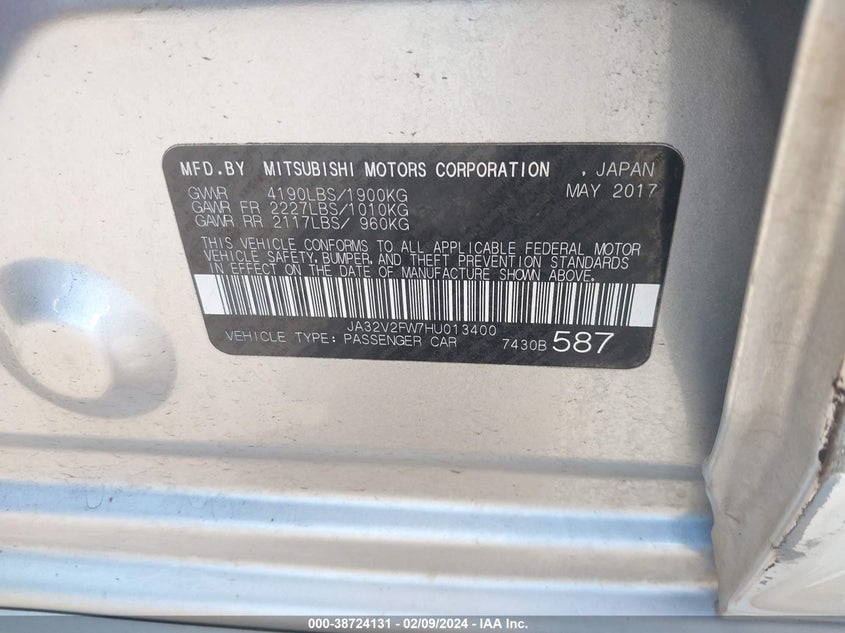 MFD.BY MITSUBISHI MOTORS CORPORATION , JAPAN
GVWR 4190LBS/1900KG MAY 2017
GAWR FR 2227LBS/1010KG
GAWR RR 2117LBS/ 960KG
THIS VEHICLE CONFORMS TO ALL APPLICABLE FEDERAL MOTOR
VEHICLE SAFETY, BUMPER, AND THEFT PREVENTION STANDARDS
IN EFFECT ON THE DATE OF MANUFACTURE SHOWN ABOVE.
JA32V2FW7HU013400
VEHICLE TYPE: PASSENGER CAR 7430B 587
000-38724131 - 02/09/2024 - IAA Inc.